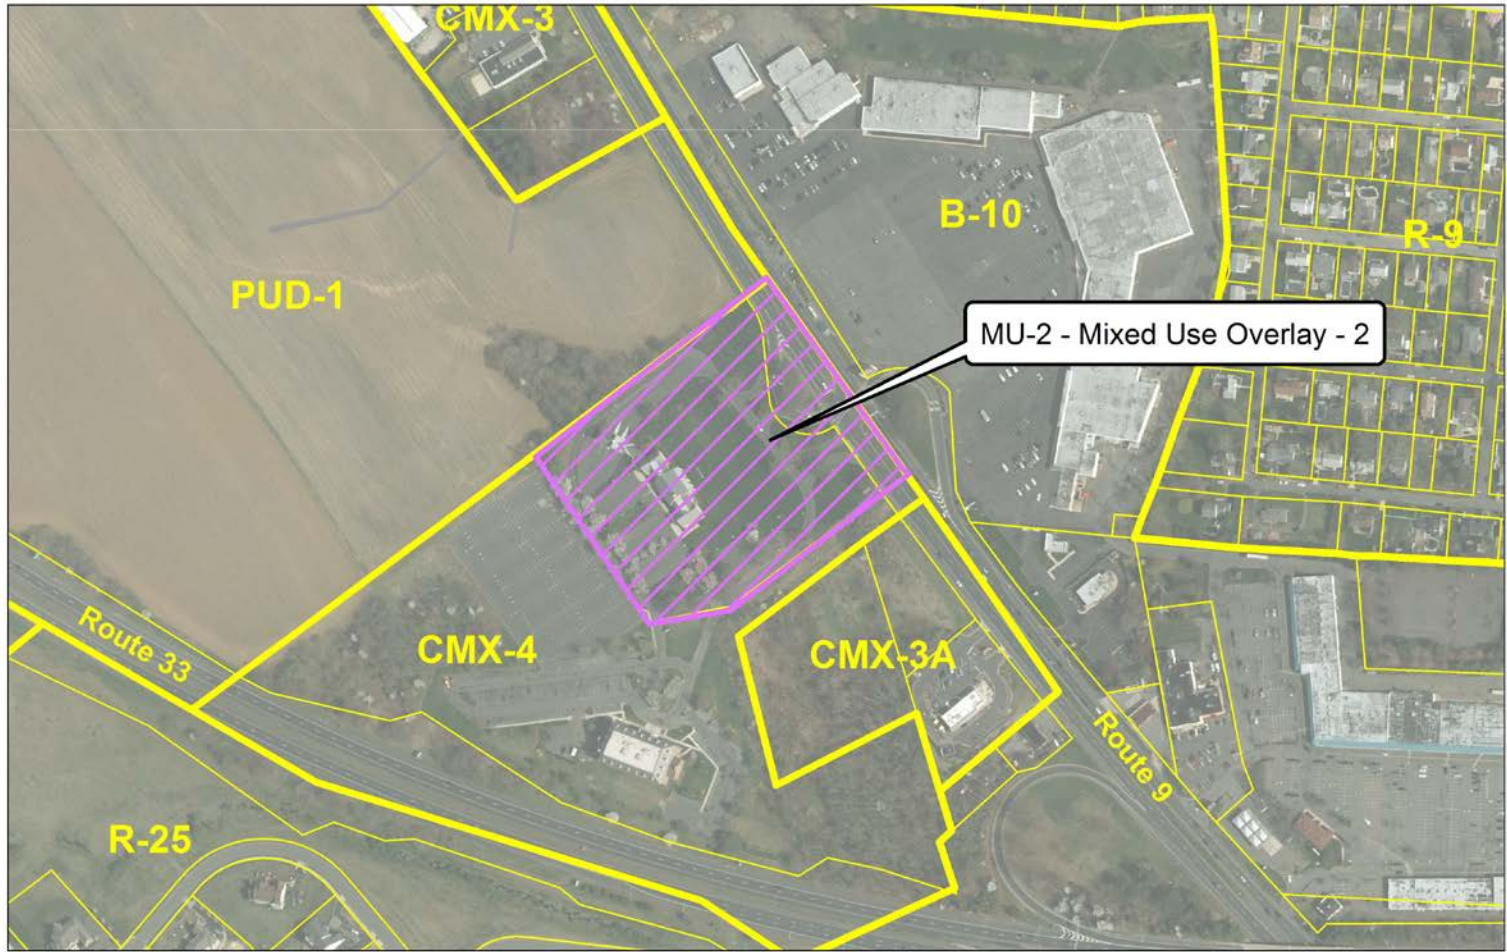 CMX-3
B-10
R-9
PUD-1
MU-2 - Mixed Use Overlay - 2
Route 33
CMX-4
CMX-3A
Route 9
R-25